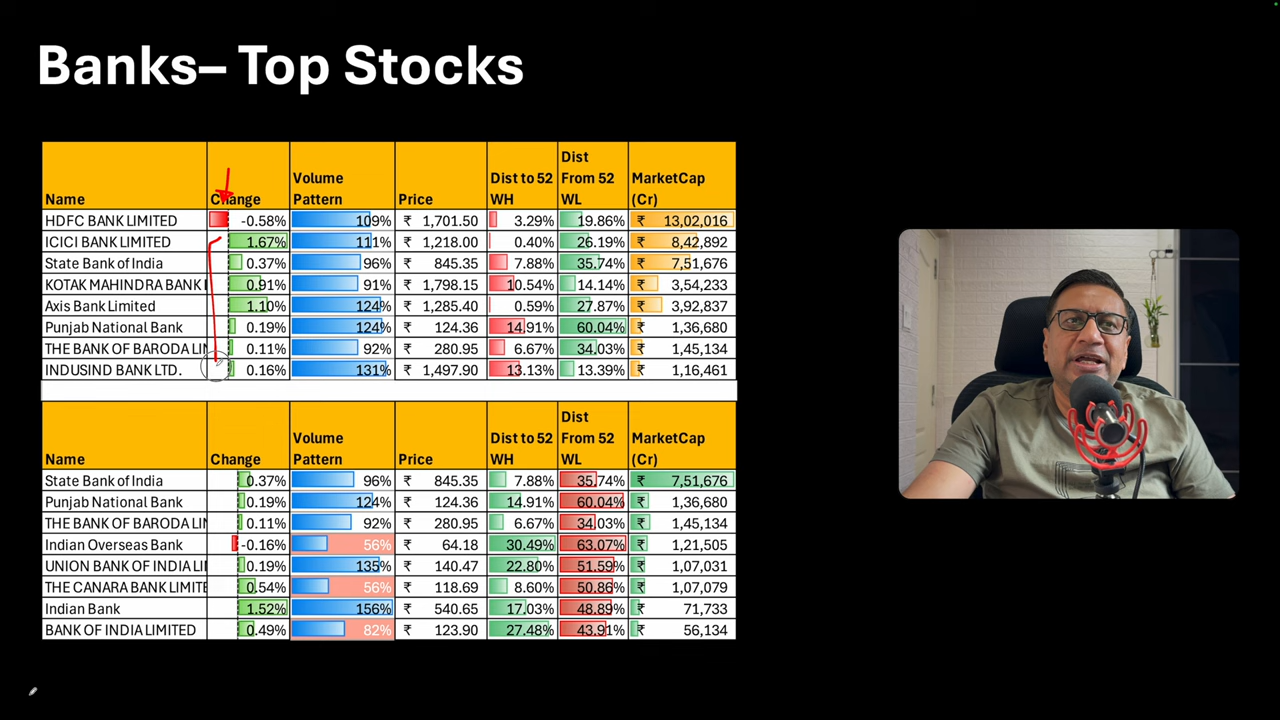 Banks– Top Stocks
Name Change Volume Pattern Price Dist to 52 WH Dist From 52 WL MarketCap (Cr)
HDFC BANK LIMITED -0.58% 109% ₹ 1,701.50 3.29% 19.86% ₹ 13,02,016
ICICI BANK LIMITED 1.67% 111% ₹ 1,218.00 0.40% 26.19% ₹ 8,42,892
State Bank of India 0.37% 96% ₹ 845.35 7.88% 35.74% ₹ 7,51,676
KOTAK MAHINDRA BANK 0.91% 91% ₹ 1,798.15 10.54% 14.14% ₹ 3,54,233
Axis Bank Limited 1.10% 124% ₹ 1,285.40 0.59% 27.87% ₹ 3,92,837
Punjab National Bank 0.19% 124% ₹ 124.36 14.91% 60.04% ₹ 1,36,680
THE BANK OF BARODA LI 0.11% 92% ₹ 280.95 6.67% 34.03% ₹ 1,45,134
INDUSIND BANK LTD. 0.16% 131% ₹ 1,497.90 13.13% 13.39% ₹ 1,16,461
Name Change Volume Pattern Price Dist to 52 WH Dist From 52 WL MarketCap (Cr)
State Bank of India 0.37% 96% ₹ 845.35 7.88% 35.74% ₹ 7,51,676
Punjab National Bank 0.19% 124% ₹ 124.36 14.91% 60.04% ₹ 1,36,680
THE BANK OF BARODA LI 0.11% 92% ₹ 280.95 6.67% 34.03% ₹ 1,45,134
Indian Overseas Bank -0.16% 56% ₹ 64.18 30.49% 63.07% ₹ 1,21,505
UNION BANK OF INDIA LI 0.19% 135% ₹ 140.47 22.80% 51.59% ₹ 1,07,031
THE CANARA BANK LIMITE 0.54% 56% ₹ 118.69 8.60% 50.86% ₹ 1,07,079
Indian Bank 1.52% 156% ₹ 540.65 17.03% 48.89% ₹ 71,733
BANK OF INDIA LIMITED 0.49% 82% ₹ 123.90 27.48% 43.91% ₹ 56,134